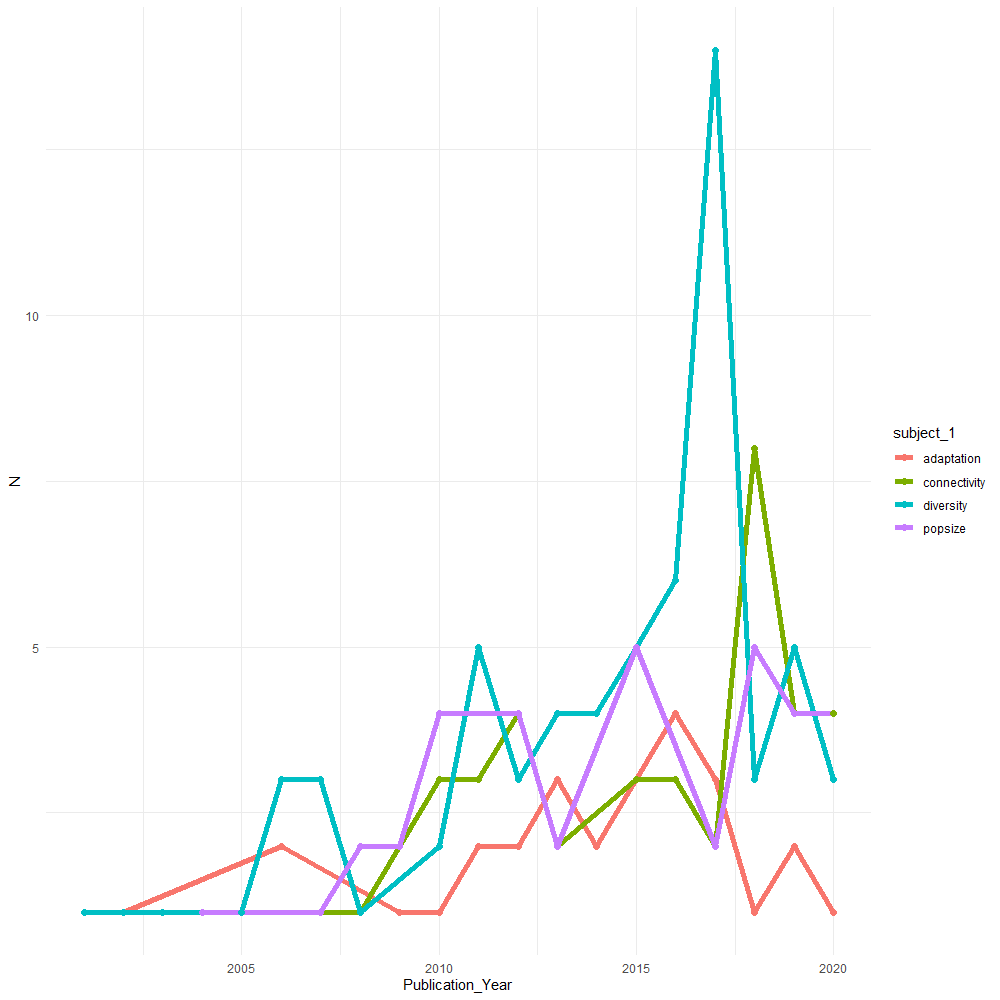 10
5
N
2005
2010
2015
2020
Publication_Year
subject_1
adaptation
connectivity
diversity
popsize